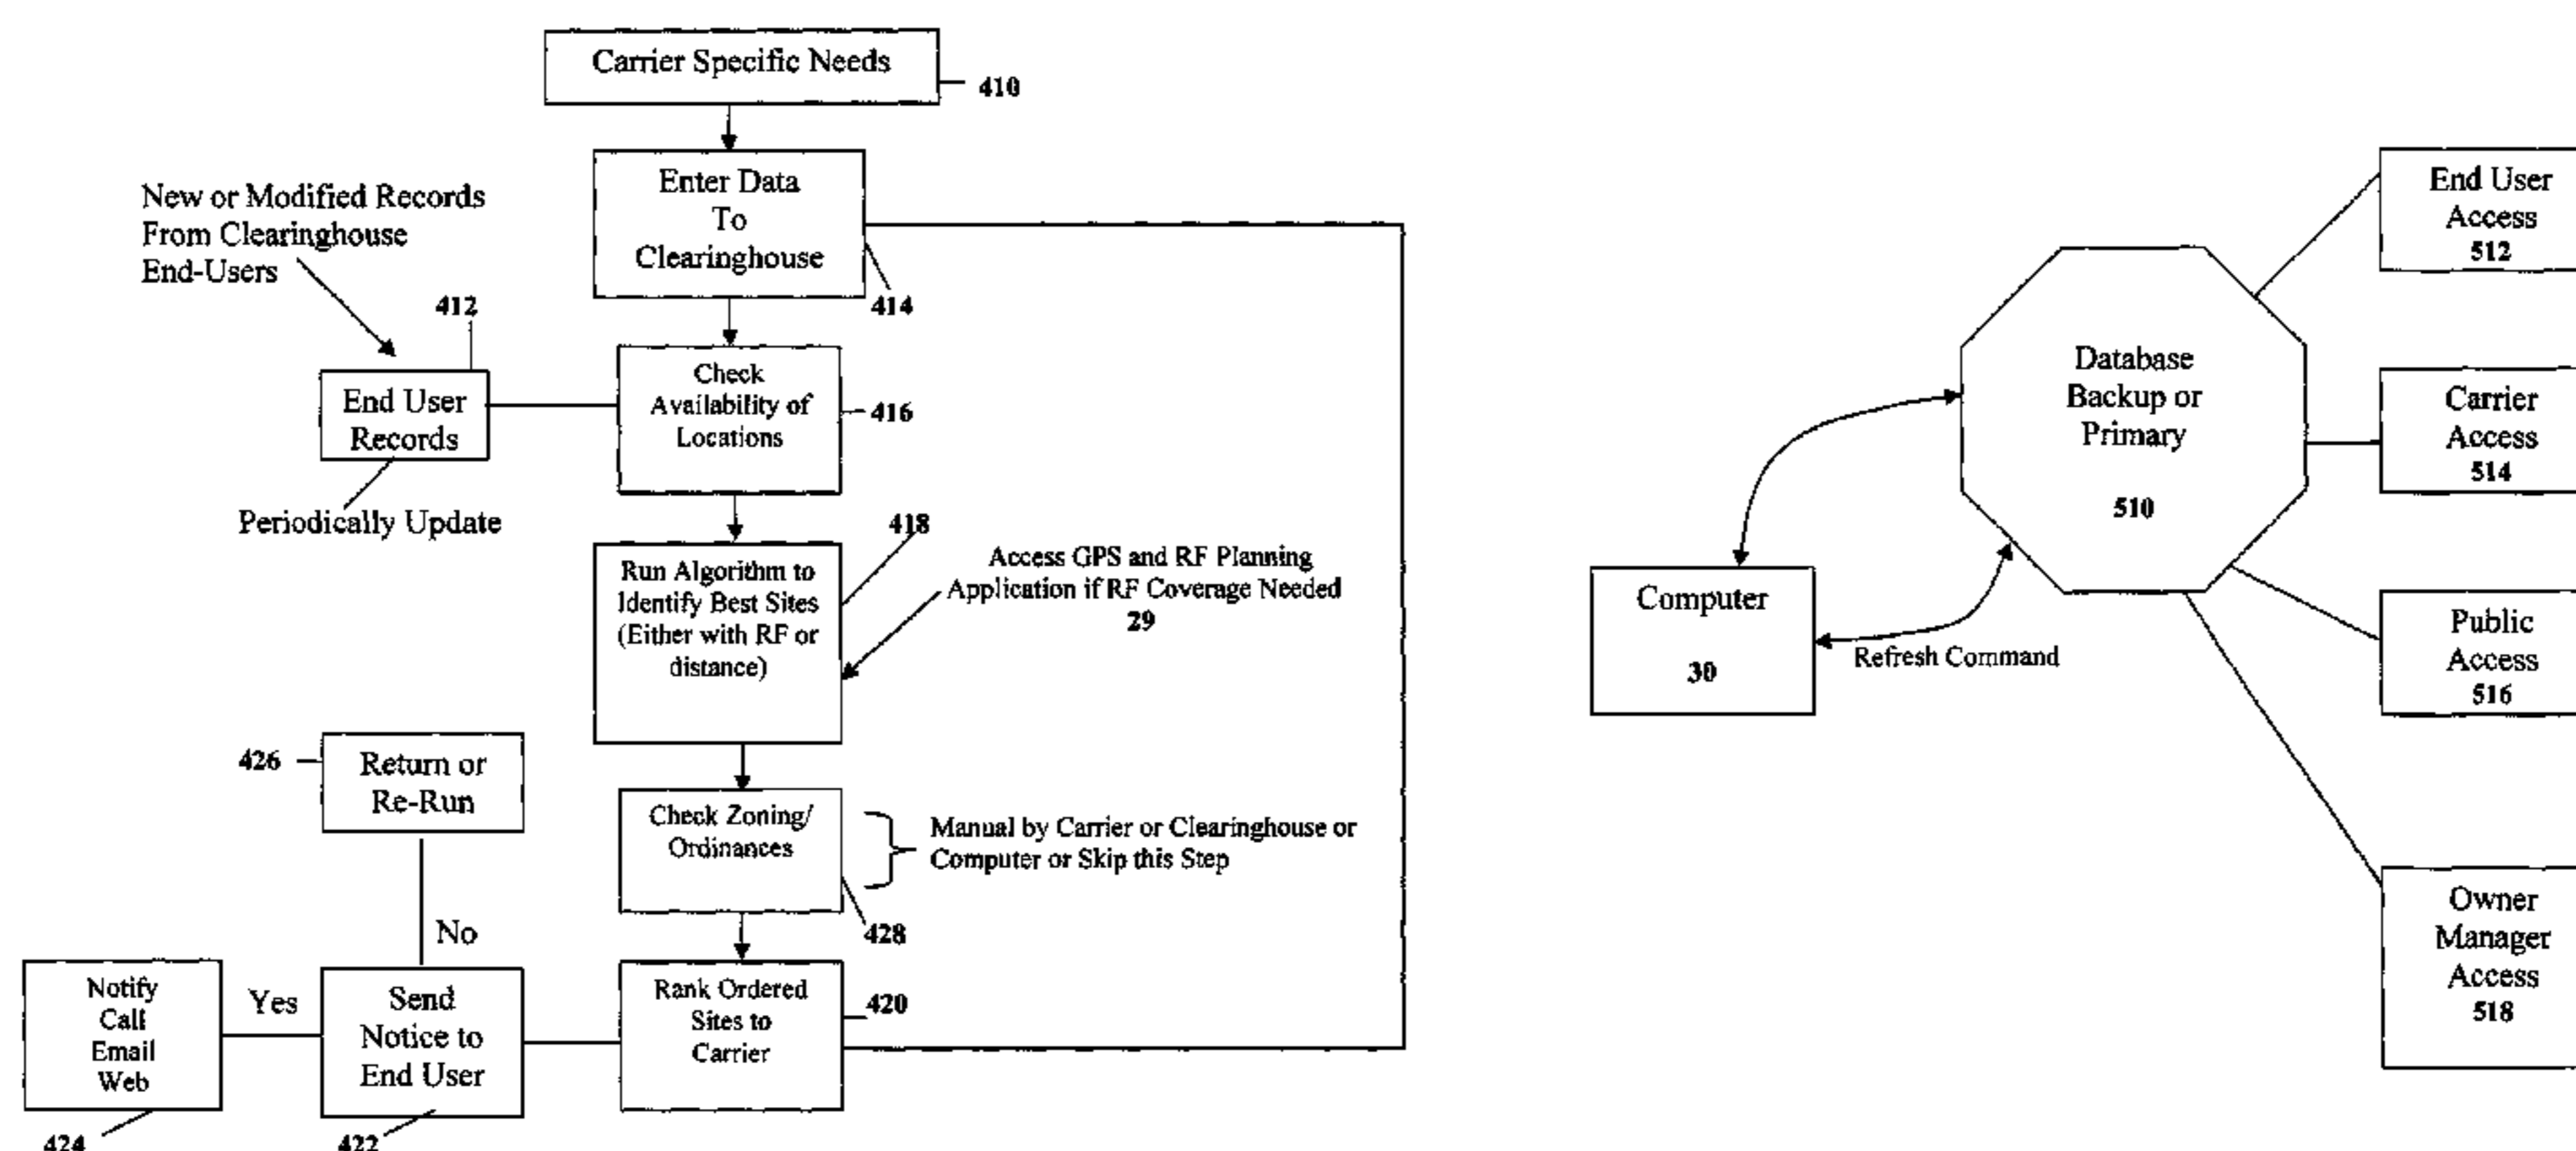 Carrier Specific Needs
410
Enter Data
To
Clearinghouse
414
New or Modified Records
From Clearinghouse
End-Users
412
End User
Records
Periodically Update
Check
Availability of
Locations
416
418
Run Algorithm to
Identify Best Sites
(Either with RF or
distance)
Access GPS and RF Planning
Application if RF Coverage Needed
29
426
Return or
Re-Run
Check Zoning/
Ordinances
Manual by Carrier or Clearinghouse or
Computer or Skip this Step
428
No
Notify
Call
Email
Web
Yes
Send
Notice to
End User
Rank Ordered
Sites to
Carrier
420
424
422
End User
Access
512
Database
Backup or
Primary
510
Carrier
Access
514
Computer
30
Refresh Command
Public
Access
516
Owner
Manager
Access
518